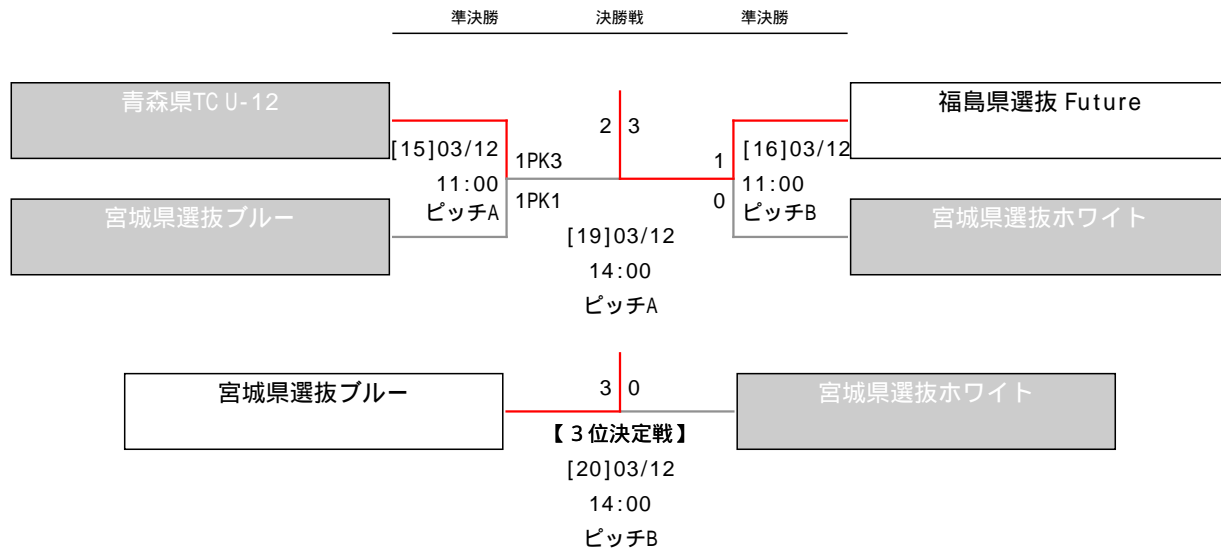 準決勝 決勝戦 準決勝
青森県TC U-12
福島県選抜 Future
2 3
[15]03/12
1PK3
1
[16]03/12
11:00
11:00
ピッチA
1PK1
0
ピッチB
宮城県選抜ブルー
宮城県選抜ホワイト
[19]03/12
14:00
ピッチA
宮城県選抜ブルー
3 0
宮城県選抜ホワイト
【３位決定戦】
[20]03/12
14:00
ピッチB